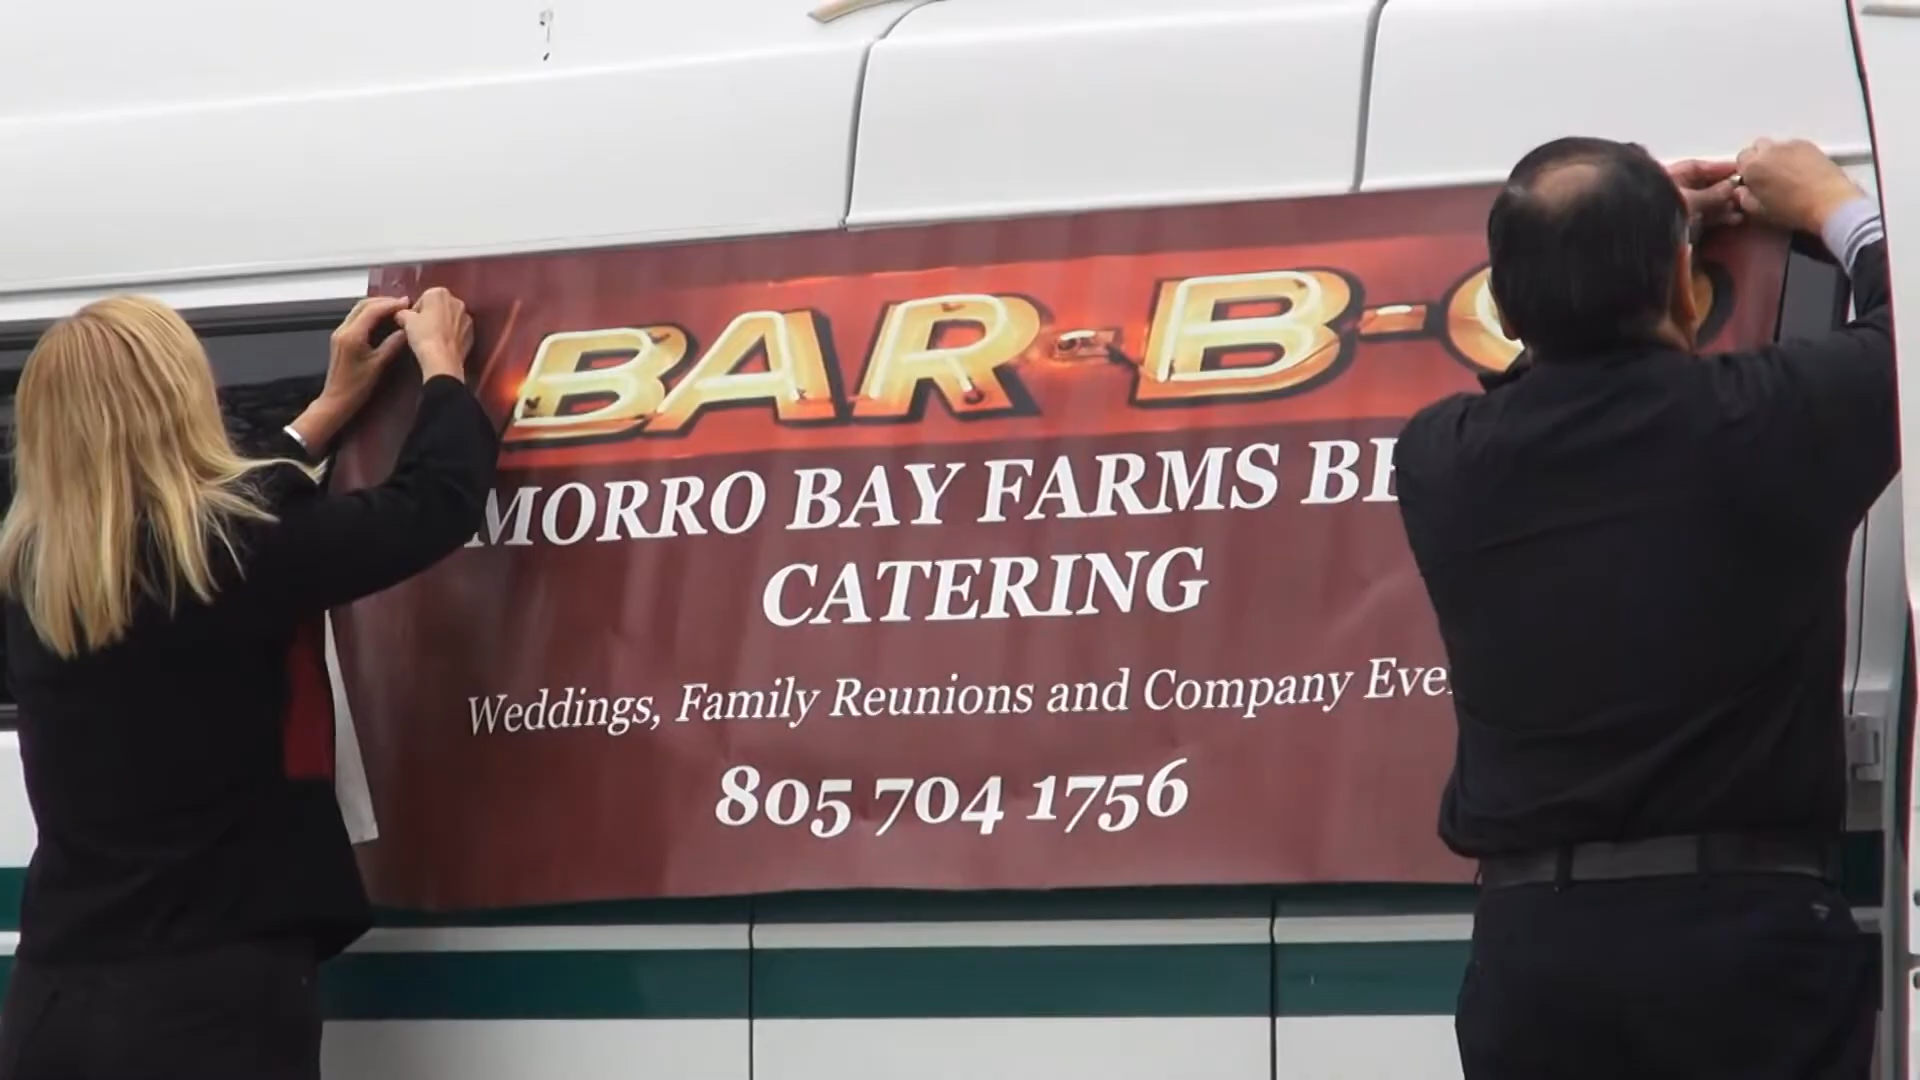 BAR-B-
MORRO BAY FARMS
CATERING
Weddings, Family Reunions and Company
805 704 1756